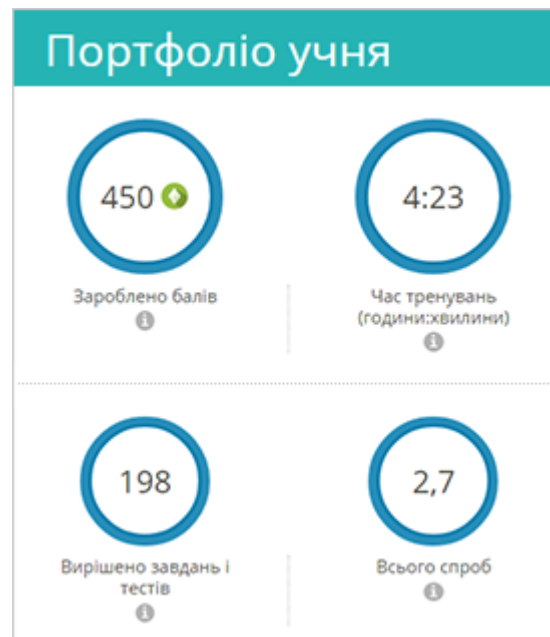 Портфоліо учня
450
4:23
Зароблено балів
Час тренувань
(години:хвилини)
198
2,7
Вирішено завдань і
тестів
Всього спроб